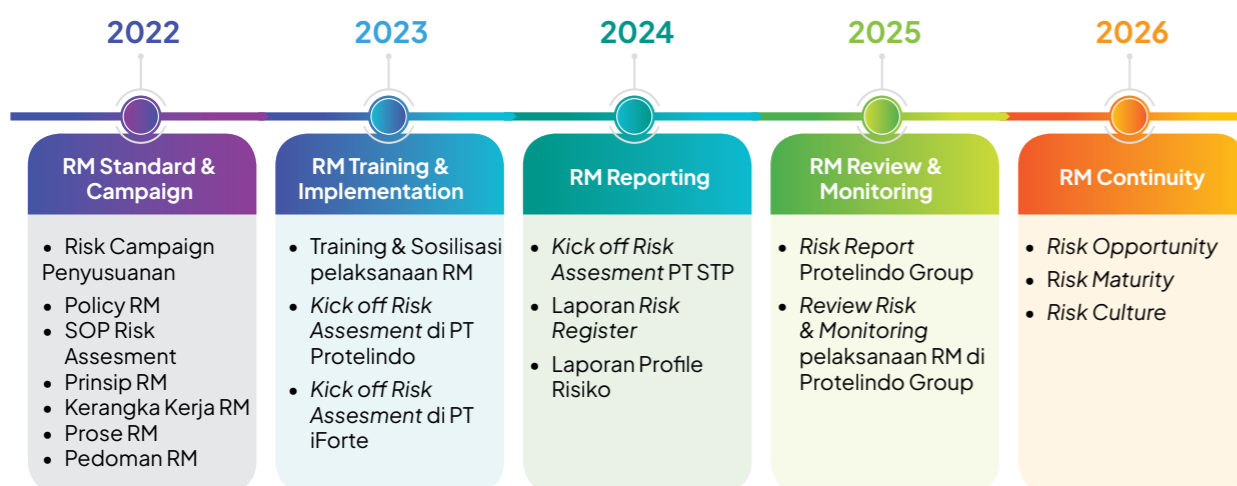 2022
2023
2024
2025
2026
RM Standard &
Campaign
• Risk Campaign
Penyusuanan
• Policy RM
• SOP Risk
Assesment
• Prinsip RM
• Kerangka Kerja RM
• Prose RM
• Pedoman RM
RM Training &
Implementation
• Training & Sosilisasi
pelaksanaan RM
• Kick off Risk
Assesment di PT
Protelindo
• Kick off Risk
Assesment di PT
iForte
RM Reporting
• Kick off Risk
Assesment PT STP
• Laporan Risk
Register
• Laporan Profile
Risiko
RM Review &
Monitoring
• Risk Report
Protelindo Group
• Review Risk
& Monitoring
pelaksanaan RM di
Protelindo Group
RM Continuity
• Risk Opportunity
• Risk Maturity
• Risk Culture